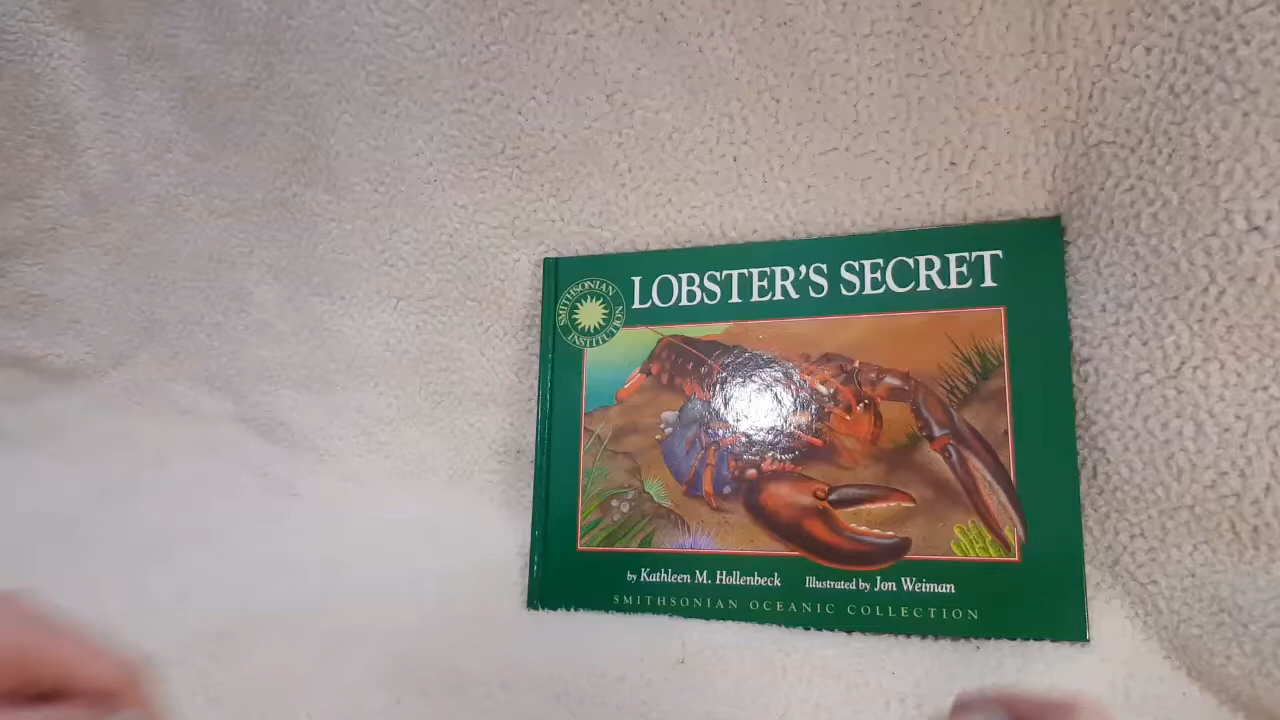 LOBSTER'S SECRET
SMITHSONIAN
INSTITUTION
by Kathleen M. Hollenbeck Illustrated by Jon Weiman
SMITHSONIAN OCEANIC COLLECTION